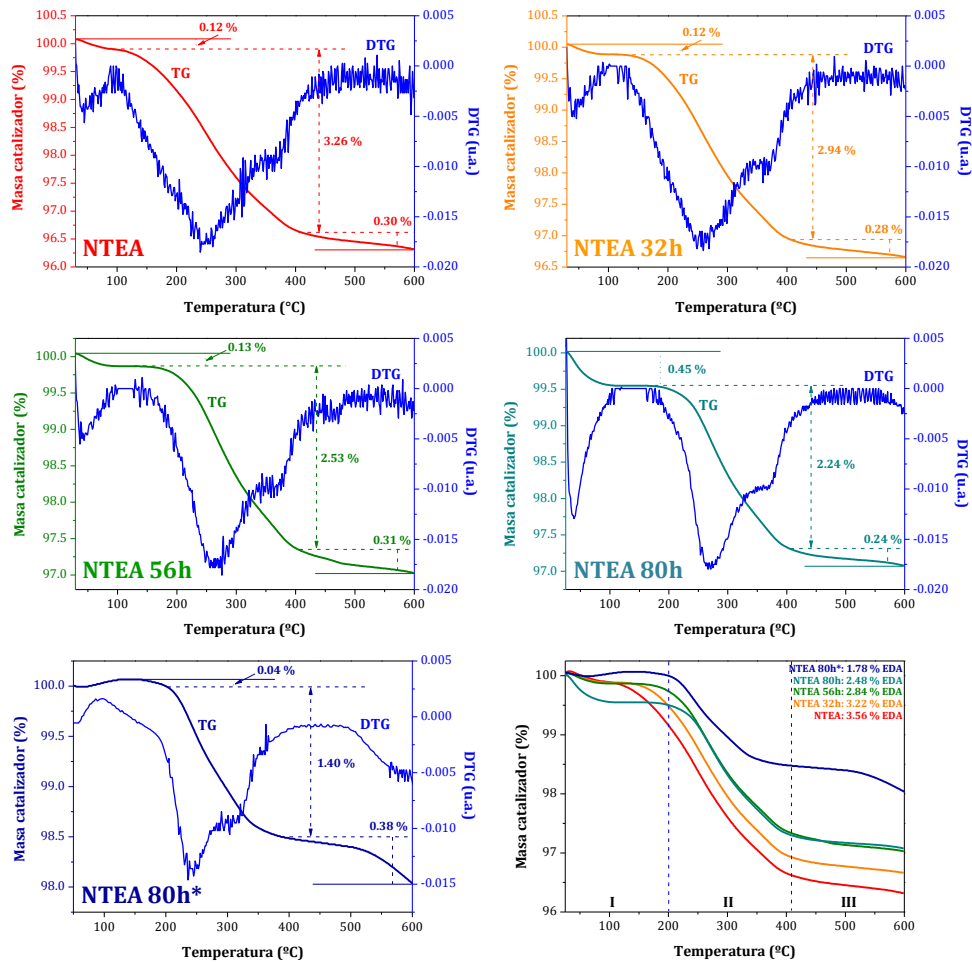 100.5
100.0
99.5
99.0
98.5
98.0
97.5
97.0
96.5
96.0
Masa catalizador (%)
0.12 %
DTG
TG
3.26 %
0.30 %
NTEA
0.005
0.000
-0.005
-0.010
-0.015
-0.020
DTG (u.a.)
100 200 300 400 500 600
Temperatura (°C)
100.5
100.0
99.5
99.0
98.5
98.0
97.5
97.0
96.5
Masa catalizador (%)
0.12 %
DTG
TG
2.94 %
0.28 %
NTEA 32h
0.005
0.000
-0.005
-0.010
-0.015
-0.020
DTG (u.a.)
100 200 300 400 500 600
Temperatura (ºC)
100.0
99.5
99.0
98.5
98.0
97.5
97.0
Masa catalizador (%)
0.13 %
DTG
TG
2.53 %
0.31 %
NTEA 56h
0.005
0.000
-0.005
-0.010
-0.015
-0.020
DTG (u.a.)
100 200 300 400 500 600
Temperatura (ºC)
100.0
99.5
99.0
98.5
98.0
97.5
97.0
Masa catalizador (%)
0.45 %
DTG
TG
2.24 %
0.24 %
NTEA 80h
0.005
0.000
-0.005
-0.010
-0.015
-0.020
DTG (u.a.)
100 200 300 400 500 600
Temperatura (ºC)
100.0
99.5
99.0
98.5
98.0
Masa catalizador (%)
0.04 %
TG
DTG
1.40 %
0.38 %
NTEA 80h*
0.005
0.000
-0.005
-0.010
-0.015
DTG (u.a.)
100 200 300 400 500 600
Temperatura (ºC)
100
99
98
97
96
Masa catalizador (%)
NTEA 80h*: 1.78 % EDA
NTEA 80h: 2.48 % EDA
NTEA 56h: 2.84 % EDA
NTEA 32h: 3.22 % EDA
NTEA: 3.56 % EDA
I II III
100 200 300 400 500 600
Temperatura (ºC)